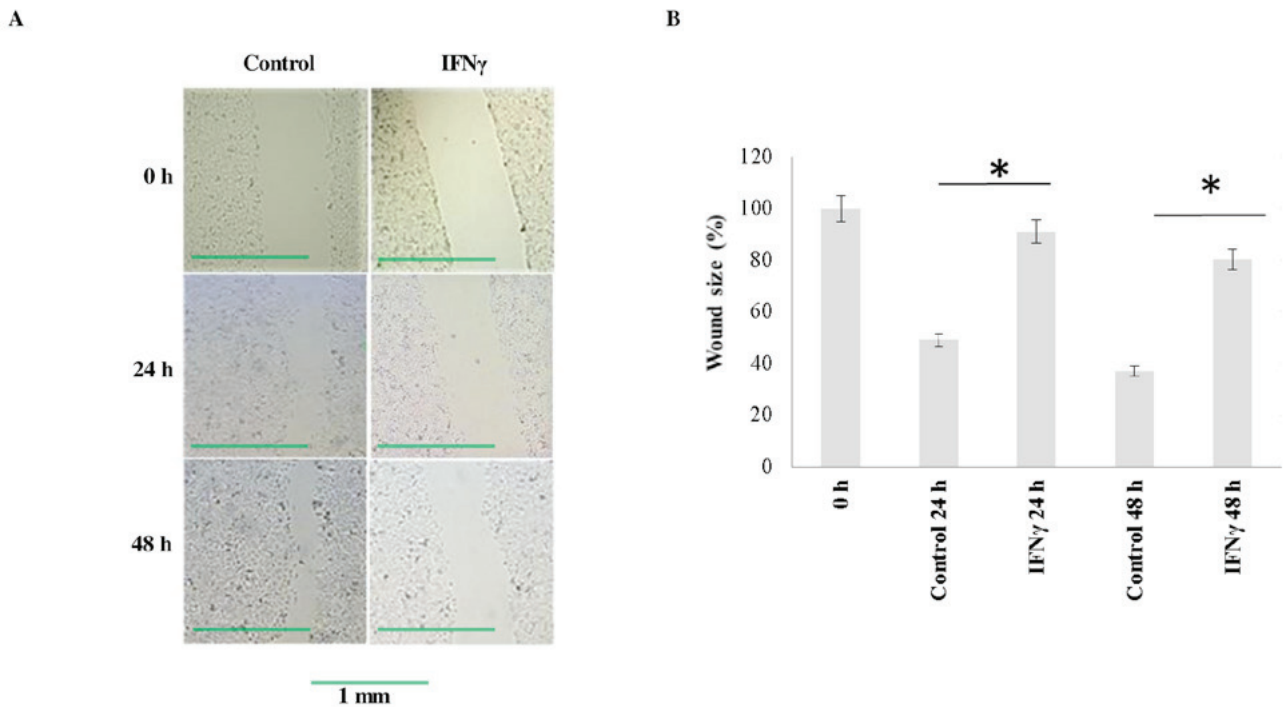 A
Control IFNγ
0 h
24 h
48 h
1 mm
B
Wound size (%)
120
100
80
60
40
20
0
*
*
0 h
Control 24 h
IFNγ 24 h
Control 48 h
IFNγ 48 h